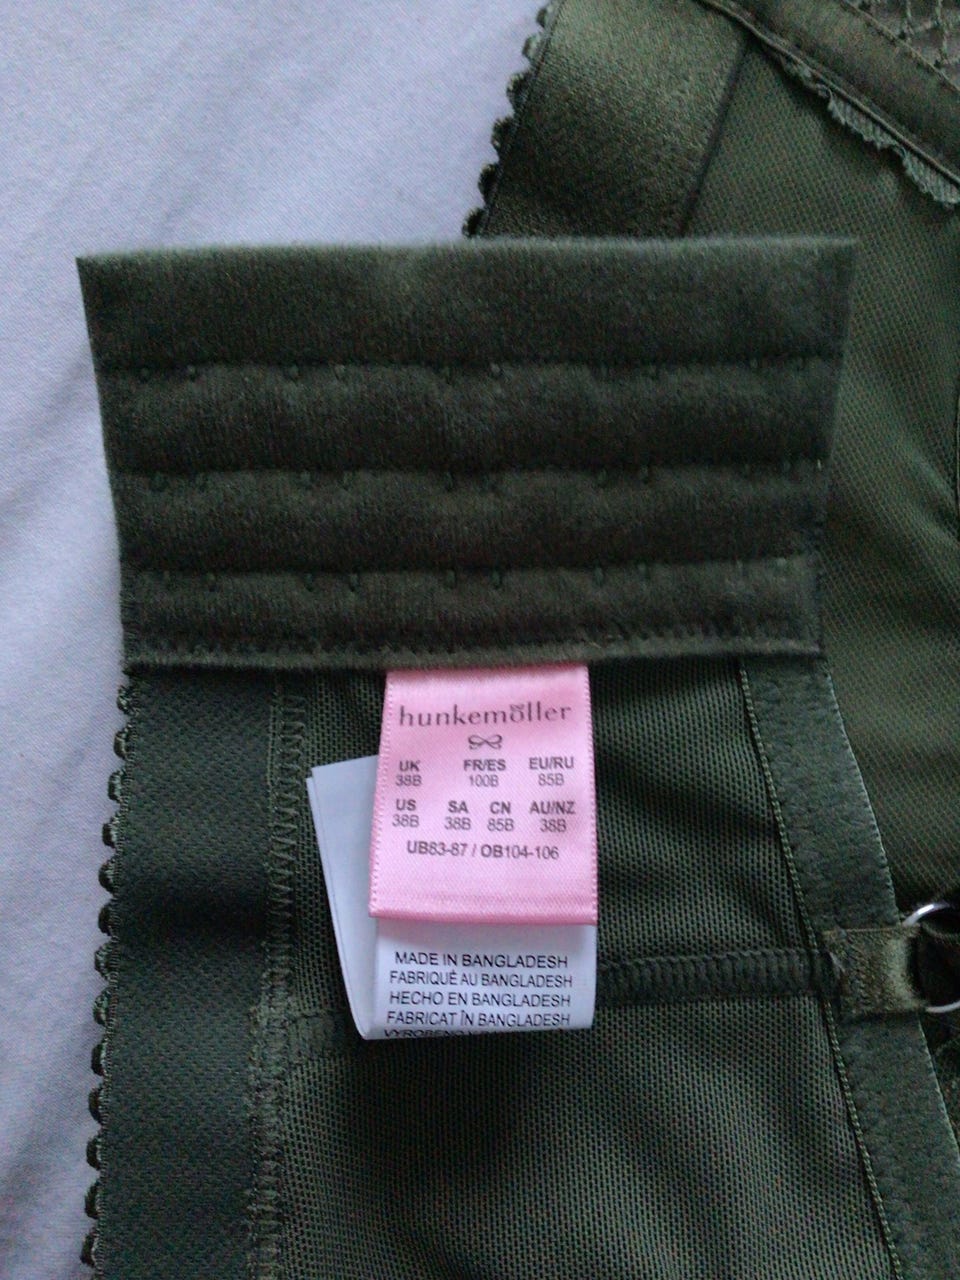 hunkemöller
UK FR/ES EU/RU
38B 100B 85B
US SA CN AU/NZ
38B 38B 85B 38B
UB83-87 / OB104-106
MADE IN BANGLADESH
FABRIQUÉ AU BANGLADESH
HECHO EN BANGLADESH
FABRICAT ÎN BANGLADESH
VYROBENO